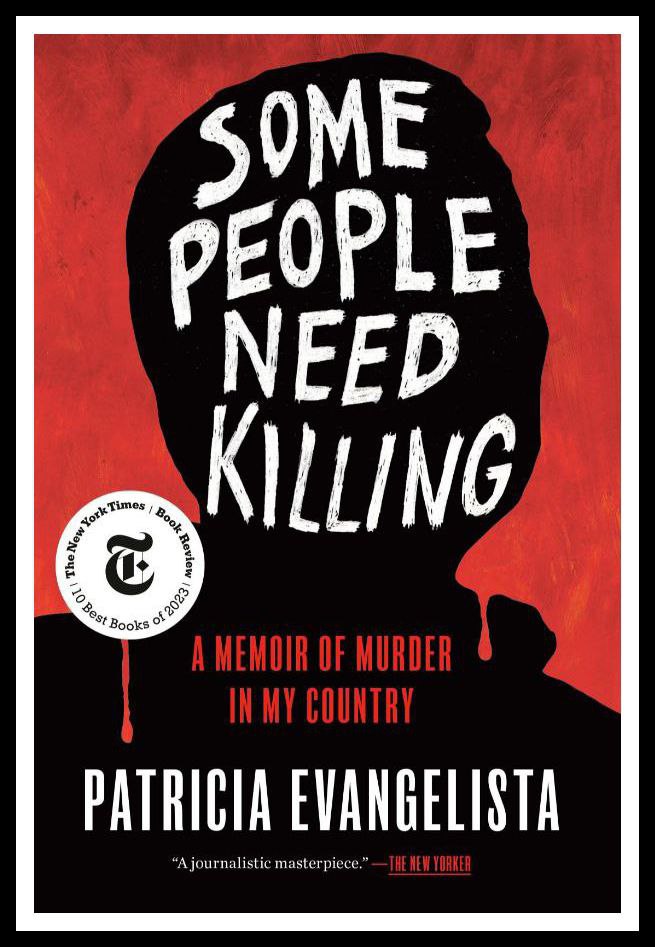 SOME
PEOPLE
NEED
KILLING
The New York Times | Book Review
T
| 10 Best Books of 2023 |
A MEMOIR OF MURDER
IN MY COUNTRY
PATRICIA EVANGELISTA
“A journalistic masterpiece.” —THE NEW YORKER